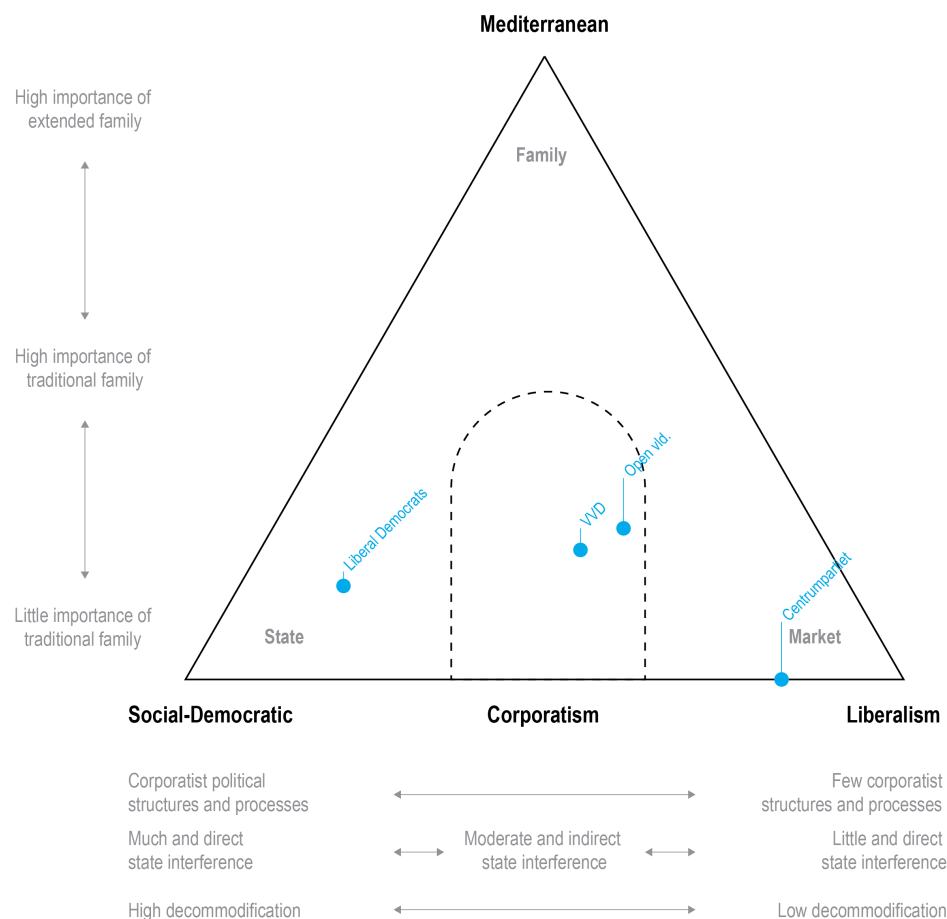 Mediterranean
High importance of
extended family
Family
High importance of
traditional family
Open vld.
VVD
Liberal Democrats
Centrumpartiet
Little importance of
traditional family
State
Market
Social-Democratic
Corporatism
Liberalism
Corporatist political
structures and processes
Few corporatist
structures and processes
Much and direct
state interference
Moderate and indirect
state interference
Little and direct
state interference
High decommodification
Low decommodification